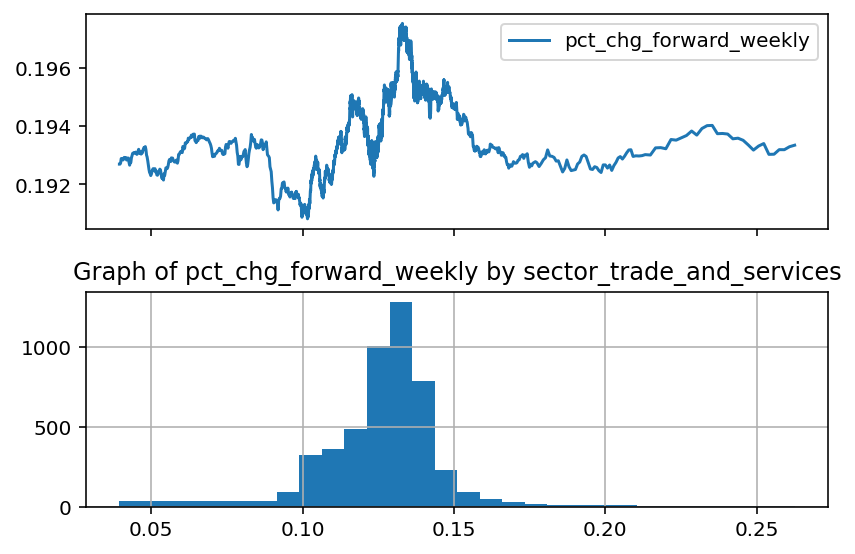 pct_chg_forward_weekly
0.196
0.194
0.192
Graph of pct_chg_forward_weekly by sector_trade_and_services
1000
500
0
0.05 0.10 0.15 0.20 0.25